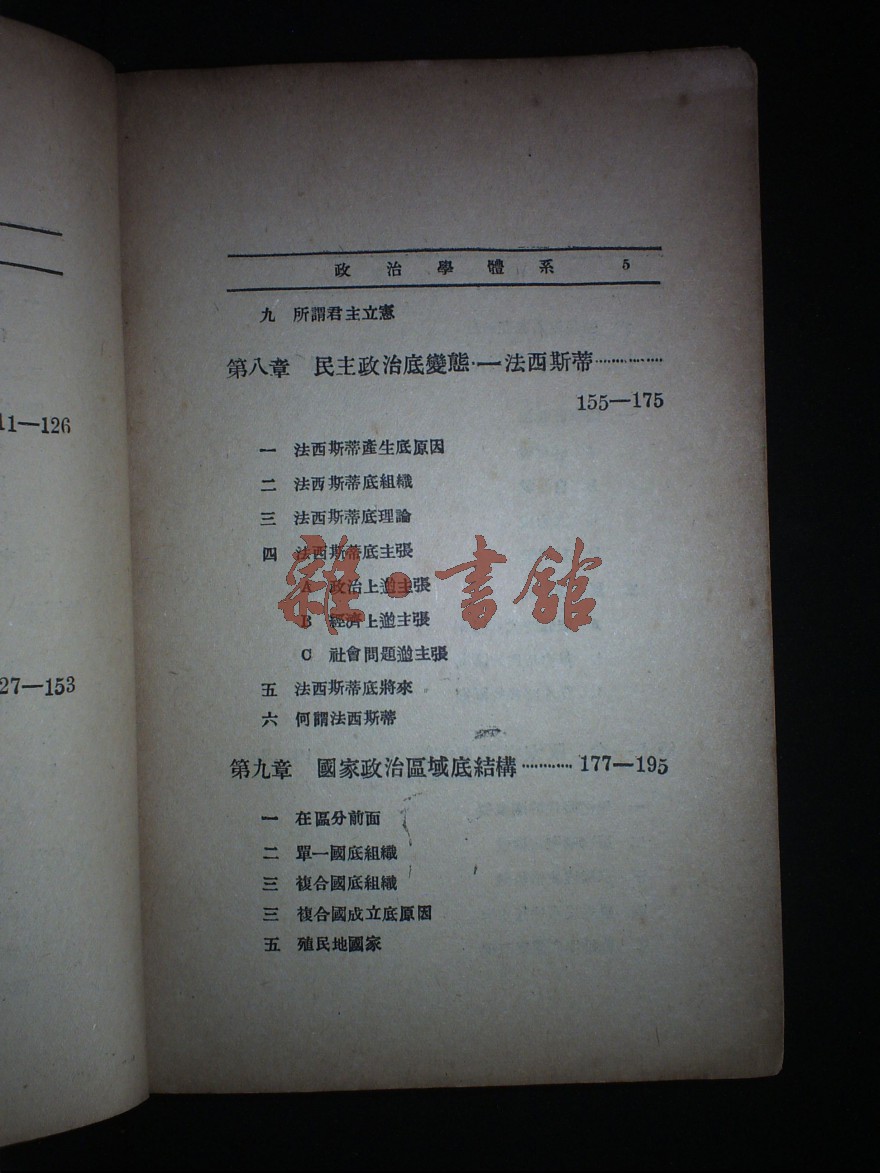 政治學體系 5
九 所謂君主立憲
第八章 民主政治底變態·—法西斯蒂……………
155—175
一 法西斯蒂產生底原因
二 法西斯蒂底組織
三 法西斯蒂底理論
四 法西斯蒂底主張
A 政治上邉主張
B 經濟上邉主張
C 社會問題邉主張
五 法西斯蒂底將來
六 何謂法西斯蒂
第九章 國家政治區域底結構………… 177—195
一 在區分前面
二 單一國底組織
三 複合國底組織
三 複合國成立底原因
五 殖民地國家
11—126
27—153
雜·書館